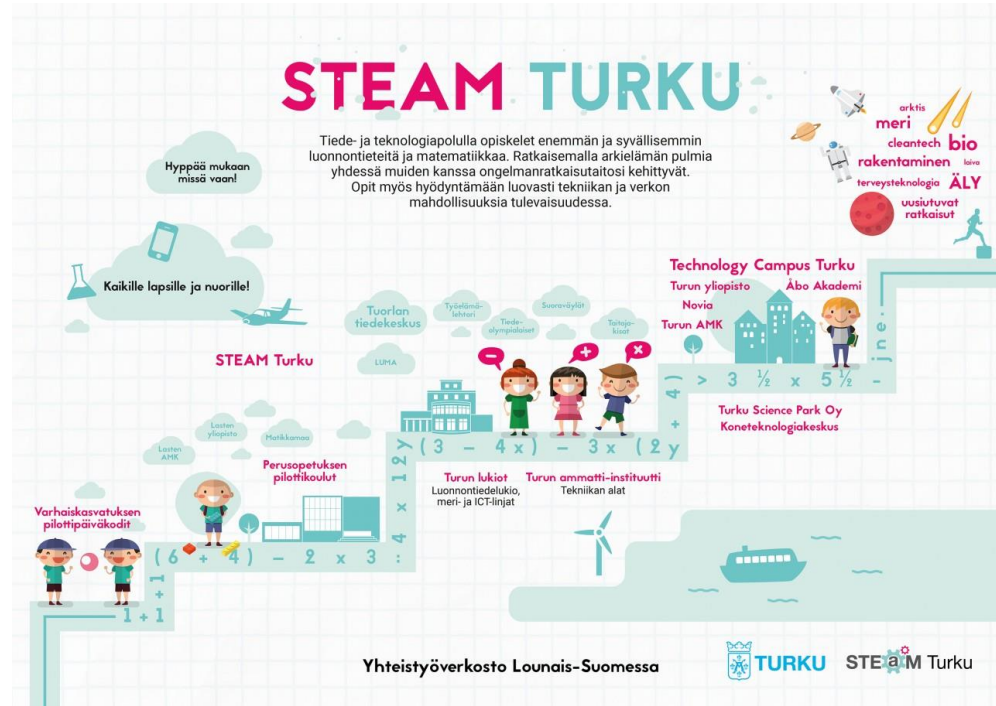 STEAM TURKU
Tiede- ja teknologiapolulla opiskelet enemmän ja syvällisemmin
luonnontieteitä ja matematiikkaa. Ratkaisemalla arkielämän pulmia
yhdessä muiden kanssa ongelmanratkaisutaitosi kehittyvät.
Opit myös hyödyntämään luovasti tekniikan ja verkon
mahdollisuuksia tulevaisuudessa.
arktis
meri
cleantech bio
rakentaminen laiva
terveysteknologia ÄLY
uusiutuvat
ratkaisut
Hyppää mukaan
missä vaan!
Kaikille lapsille ja nuorille!
STEAM Turku
Tuorlan
tiedekeskus
Työelämä-
lehtori
Tiede-
olympialaiset
Suoraväylät
Taitaja-
kisat
LUMA
Technology Campus Turku
Turun yliopisto
Åbo Akademi
Novia
Turun AMK
Turku Science Park Oy
Koneteknologiakeskus
Lasten
yliopisto
Lasten
AMK
Matikkamaa
Perusopetuksen
pilottikoulut
Turun lukiot
Luonnontiedelukio,
meri- ja ICT-linjat
Turun ammatti-instituutti
Tekniikan alat
Varhaiskasvatuksen
pilottipäiväkodit
1+1+1(6 + 4) - 2 x 3 : 4 x 12y(3 - 4x) - 3x (2y + 4) > 3 ½ x 5 ½ - jne.
Yhteistyöverkosto Lounais-Suomessa
TURKU
STEaM Turku